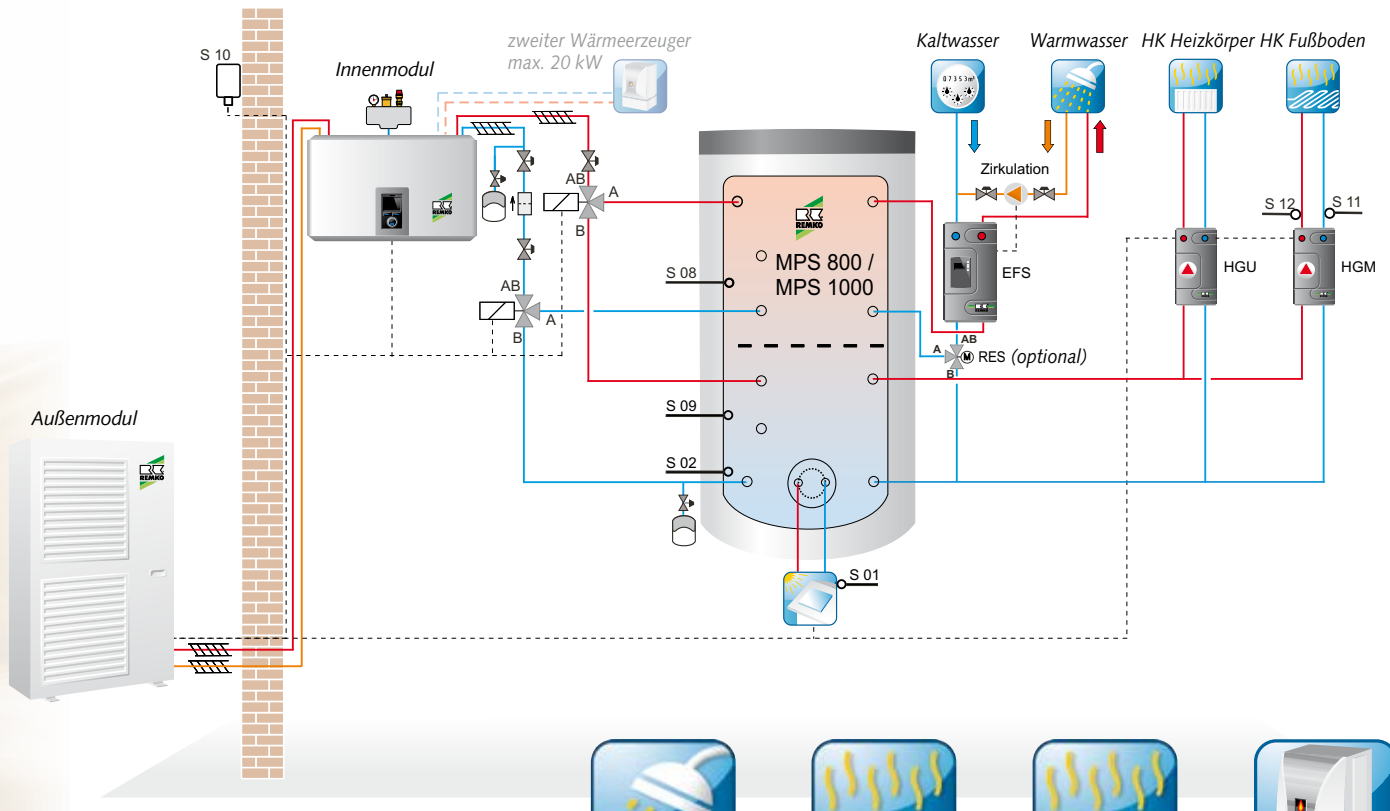 zweiter Wärmeerzeuger
max. 20 kW
Kaltwasser
Warmwasser
HK Heizkörper
HK Fußboden
S 10
Innenmodul
07353m³
REMKO
Zirkulation
AB
A
B
REMKO
MPS 800 /
MPS 1000
S 08
EFS
S 12
S 11
HGU
HGM
AB
A
B
AB
A
B
M
RES (optional)
S 09
S 02
S 01
Außenmodul
REMKO